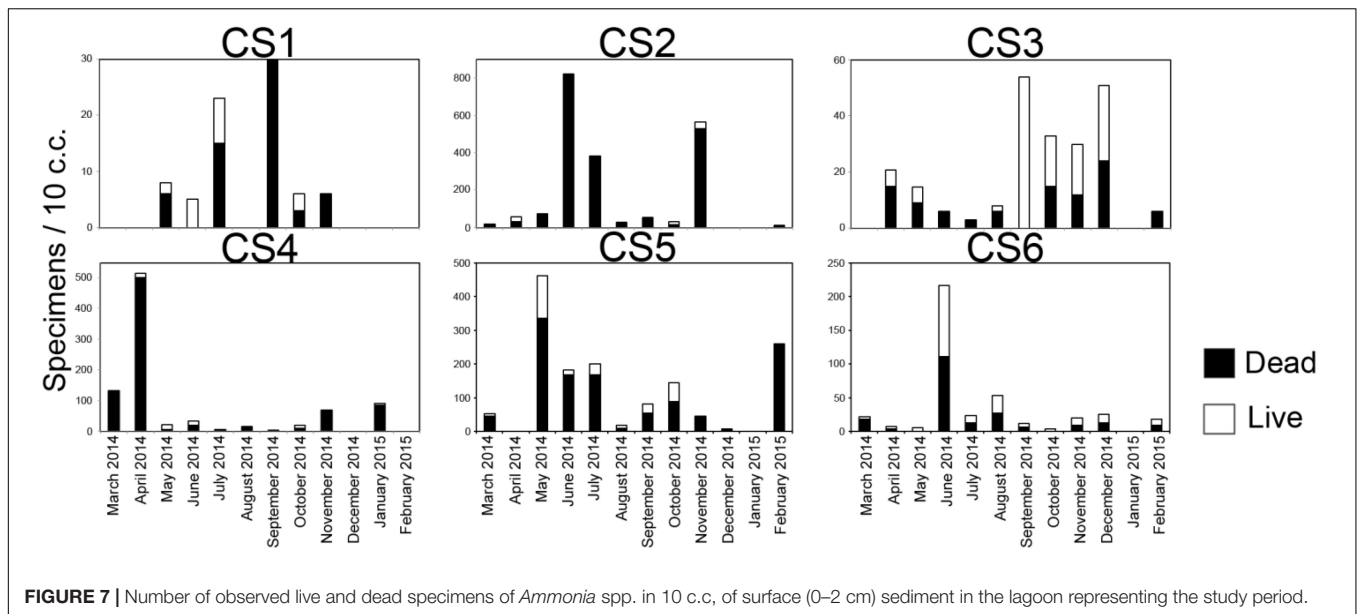 CS1
CS2
CS3
30
20
10
0
800
600
400
200
0
60
40
20
0
Specimens / 10 c.c.
CS4
CS5
CS6
500
400
300
200
100
0
500
400
300
200
100
0
250
200
150
100
50
0
Dead
Live
March 2014
April 2014
May 2014
June 2014
July 2014
August 2014
September 2014
October 2014
November 2014
December 2014
January 2015
February 2015
March 2014
April 2014
May 2014
June 2014
July 2014
August 2014
September 2014
October 2014
November 2014
December 2014
January 2015
February 2015
March 2014
April 2014
May 2014
June 2014
July 2014
August 2014
September 2014
October 2014
November 2014
December 2014
January 2015
February 2015
FIGURE 7 | Number of observed live and dead specimens of Ammonia spp. in 10 c.c, of surface (0–2 cm) sediment in the lagoon representing the study period.